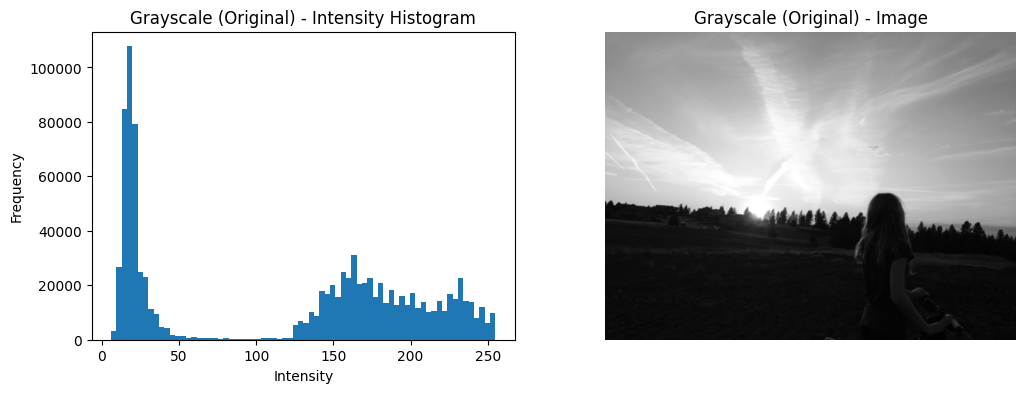 Grayscale (Original) - Intensity Histogram
Grayscale (Original) - Image
100000
80000
60000
40000
20000
0
Frequency
0 50 100 150 200 250
Intensity